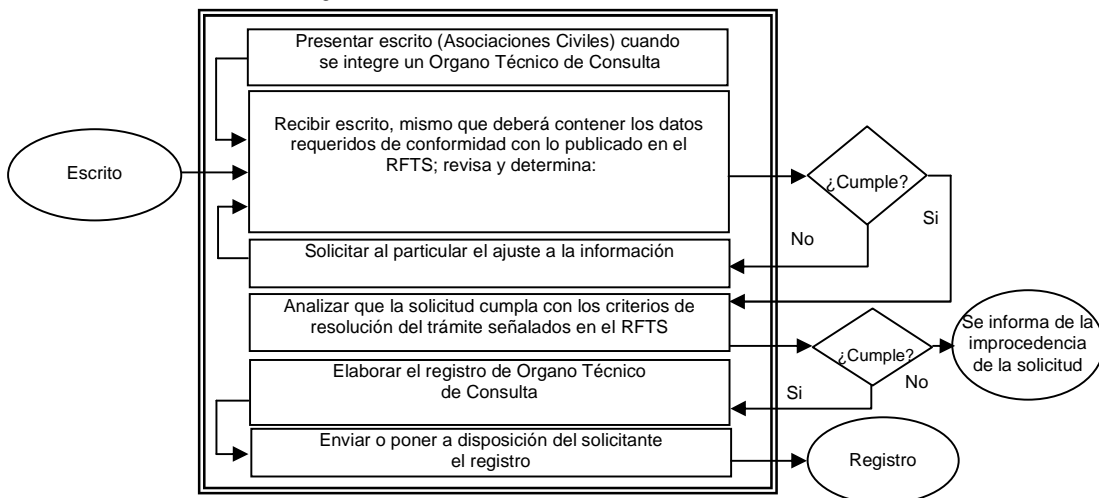 Presentar escrito (Asociaciones Civiles) cuando
se integre un Organo Técnico de Consulta
Recibir escrito, mismo que deberá contener los datos
requeridos de conformidad con lo publicado en el
RFTS; revisa y determina:
Escrito
¿Cumple?
Si
No
Solicitar al particular el ajuste a la información
Analizar que la solicitud cumpla con los criterios de
resolución del trámite señalados en el RFTS
¿Cumple?
Se informa de la
improcedencia
de la solicitud
No
Si
Elaborar el registro de Organo Técnico
de Consulta
Enviar o poner a disposición del solicitante
el registro
Registro